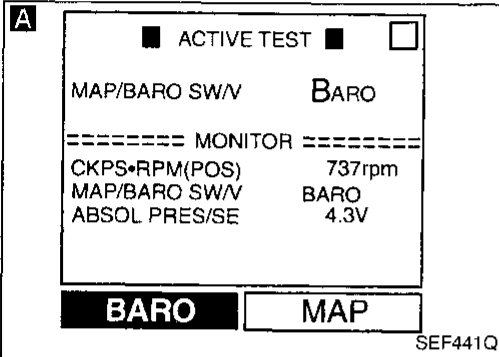 A
■ ACTIVE TEST ■
MAP/BARO SW/V BARO
======== MONITOR ========
CKPS•RPM(POS) 737rpm
MAP/BARO SW/V BARO
ABSOL PRES/SE 4.3V
BARO MAP
SEF441Q